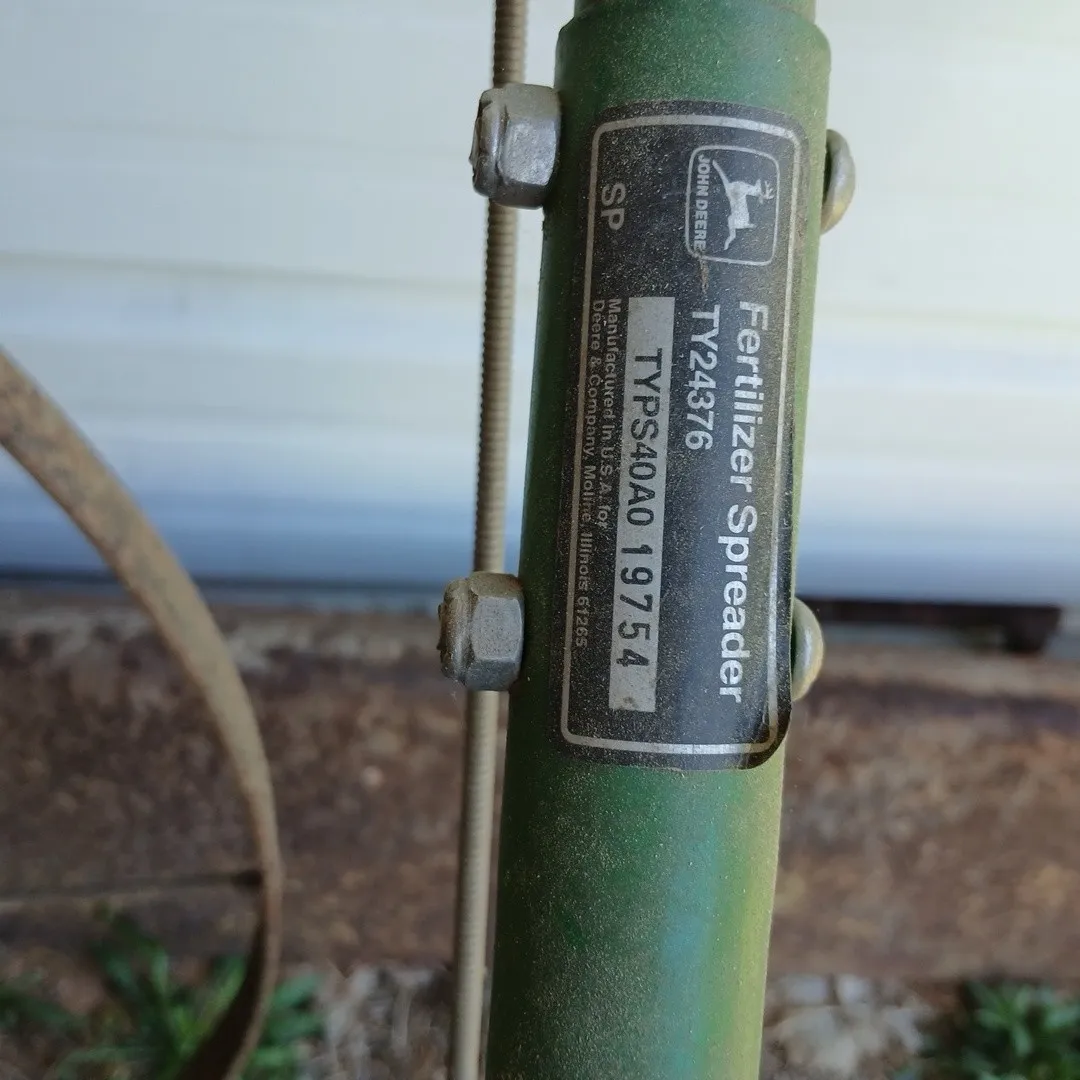 JOHN DEERE
Fertilizer Spreader
TY24376
TYPS40A0 19754
SP
Manufactured in U.S.A. for
Deere & Company, Moline, Illinois 61265